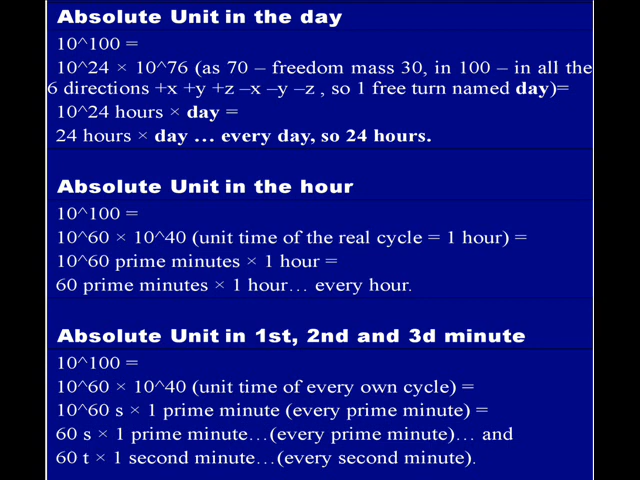 Absolute Unit in the day
10^100 =
10^24 × 10^76 (as 70 – freedom mass 30, in 100 – in all the
6 directions +x +y +z –x –y –z , so 1 free turn named day)=
10^24 hours × day =
24 hours × day … every day, so 24 hours.
Absolute Unit in the hour
10^100 =
10^60 × 10^40 (unit time of the real cycle = 1 hour) =
10^60 prime minutes × 1 hour =
60 prime minutes × 1 hour… every hour.
Absolute Unit in 1st, 2nd and 3d minute
10^100 =
10^60 × 10^40 (unit time of every own cycle) =
10^60 s × 1 prime minute (every prime minute) =
60 s × 1 prime minute…(every prime minute)… and
60 t × 1 second minute…(every second minute).